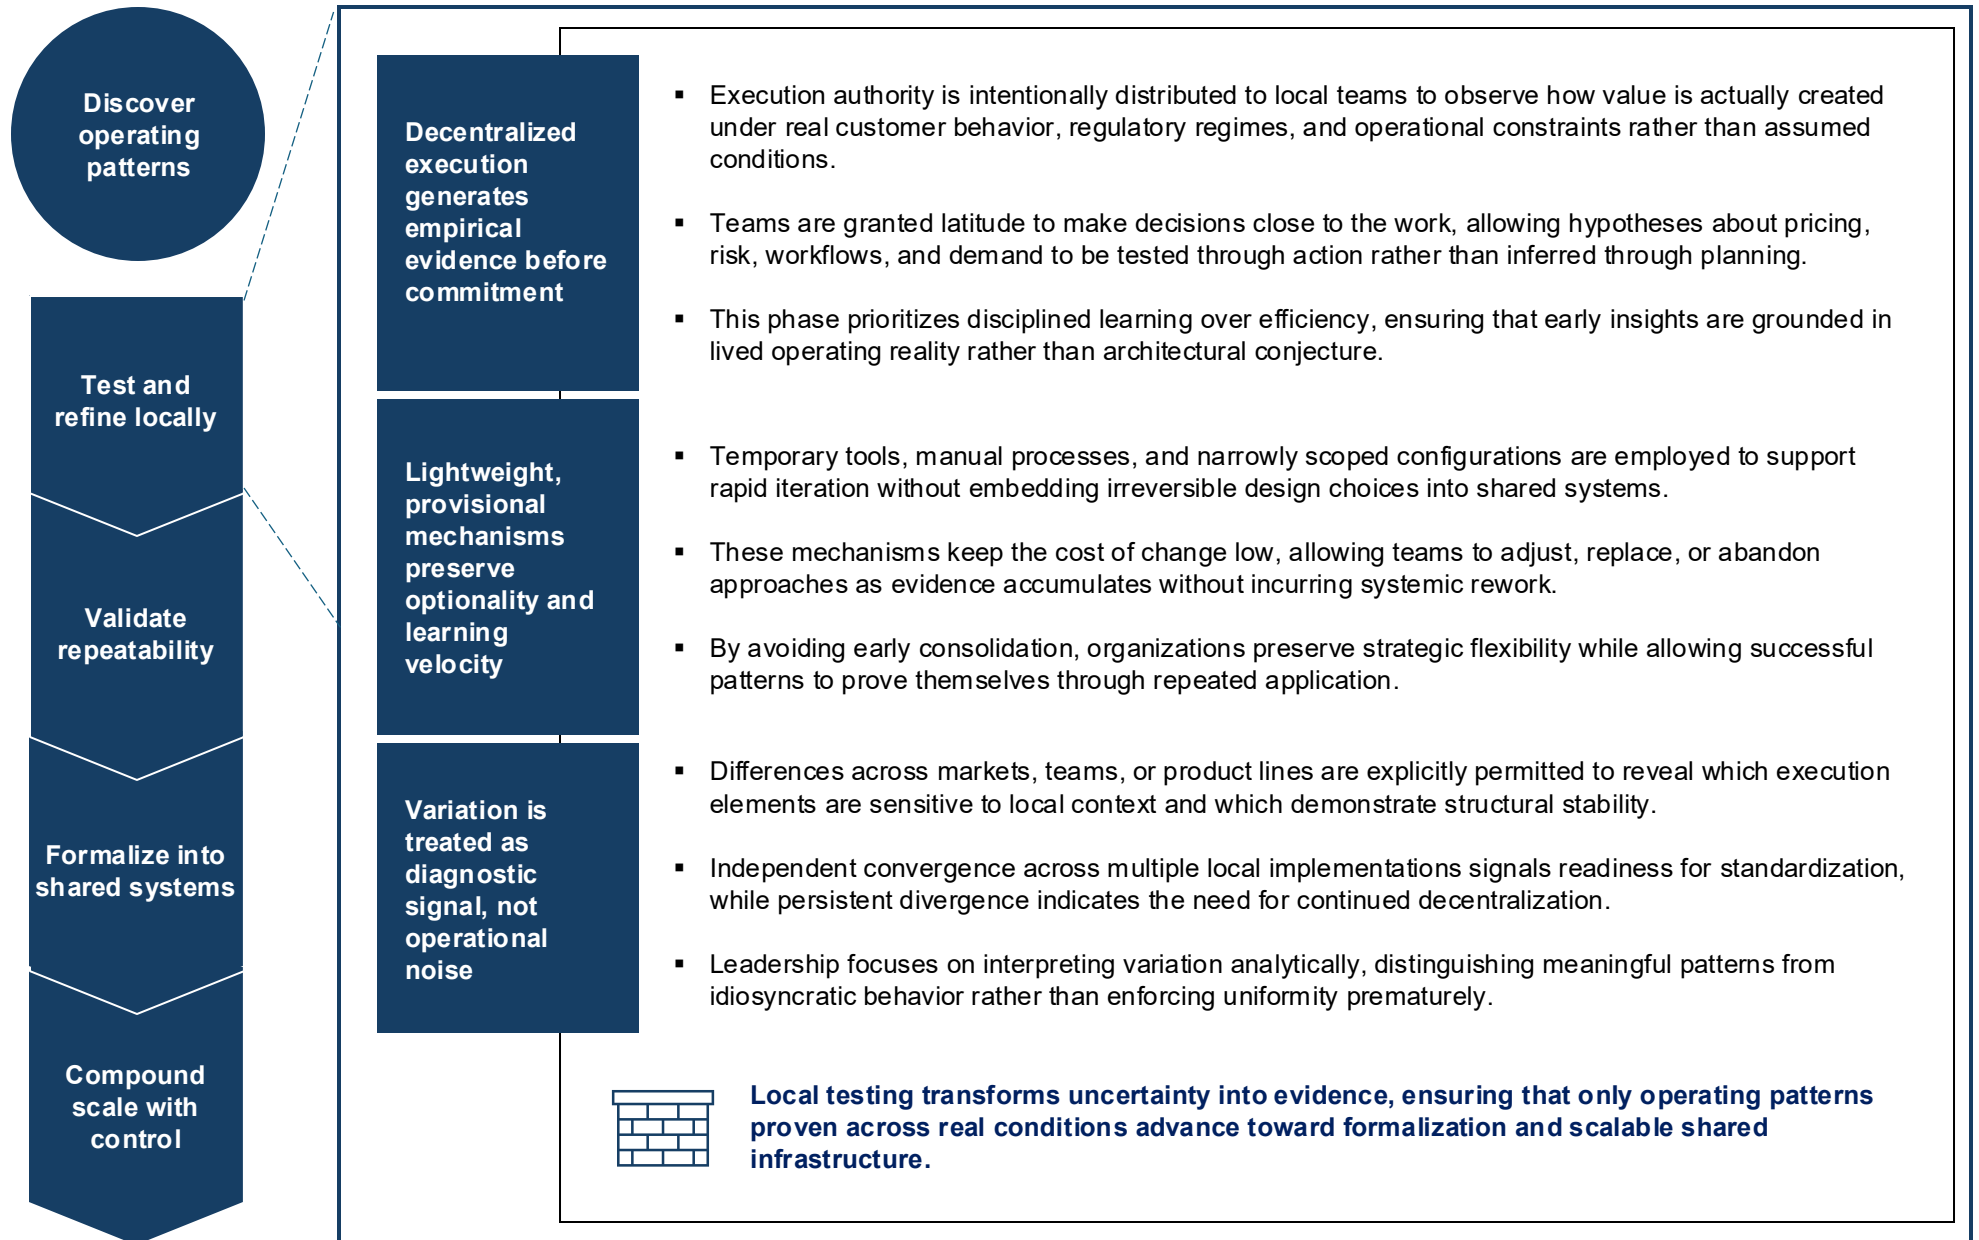 Discover
operating
patterns
Test and
refine locally
Validate
repeatability
Formalize into
shared systems
Compound
scale with
control
Decentralized
execution
generates
empirical
evidence before
commitment
▪ Execution authority is intentionally distributed to local teams to observe how value is actually created
under real customer behavior, regulatory regimes, and operational constraints rather than assumed
conditions.
▪ Teams are granted latitude to make decisions close to the work, allowing hypotheses about pricing,
risk, workflows, and demand to be tested through action rather than inferred through planning.
▪ This phase prioritizes disciplined learning over efficiency, ensuring that early insights are grounded in
lived operating reality rather than architectural conjecture.
Lightweight,
provisional
mechanisms
preserve
optionality and
learning
velocity
▪ Temporary tools, manual processes, and narrowly scoped configurations are employed to support
rapid iteration without embedding irreversible design choices into shared systems.
▪ These mechanisms keep the cost of change low, allowing teams to adjust, replace, or abandon
approaches as evidence accumulates without incurring systemic rework.
▪ By avoiding early consolidation, organizations preserve strategic flexibility while allowing successful
patterns to prove themselves through repeated application.
Variation is
treated as
diagnostic
signal, not
operational
noise
▪ Differences across markets, teams, or product lines are explicitly permitted to reveal which execution
elements are sensitive to local context and which demonstrate structural stability.
▪ Independent convergence across multiple local implementations signals readiness for standardization,
while persistent divergence indicates the need for continued decentralization.
▪ Leadership focuses on interpreting variation analytically, distinguishing meaningful patterns from
idiosyncratic behavior rather than enforcing uniformity prematurely.
Local testing transforms uncertainty into evidence, ensuring that only operating patterns
proven across real conditions advance toward formalization and scalable shared
infrastructure.